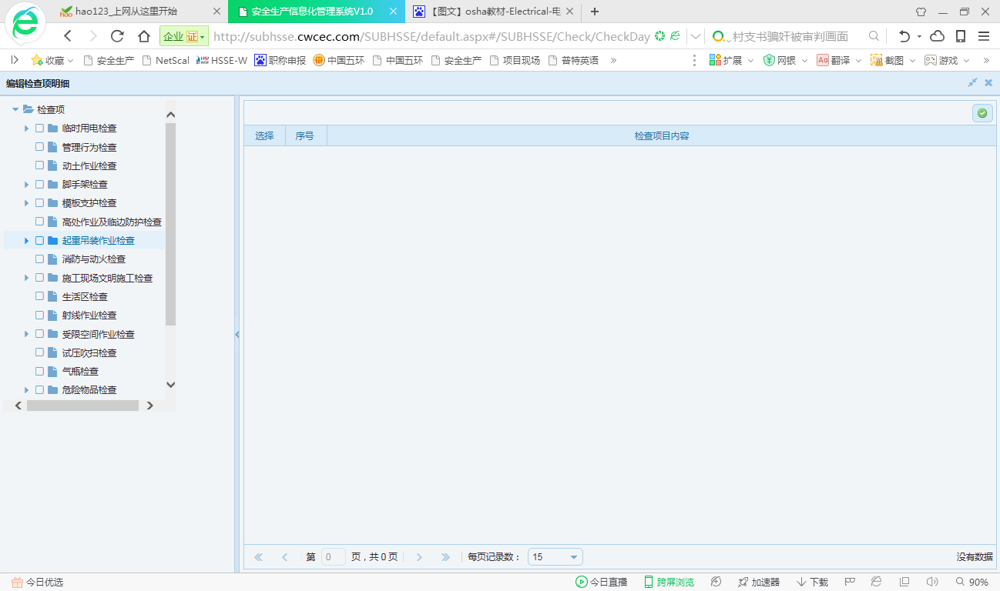 hao123_上网从这里开始
安全生产信息化管理系统V1.0
【图文】osha教材-Electrical-电
企业 证
http://subhsse.cwcec.com/SUBHSSE/default.aspx#/SUBHSSE/Check/CheckDay
村支书骗奸被审判画面
收藏 安全生产 NetScal HSSE-W 职称申报 中国五环 中国五环 安全生产 项目现场 普特英语 » 扩展 网银 翻译 截图 游戏 »
编辑检查项明细
检查项
临时用电检查
管理行为检查
动土作业检查
脚手架检查
模板支护检查
高处作业及临边防护检查
起重吊装作业检查
消防与动火检查
施工现场文明施工检查
生活区检查
射线作业检查
受限空间作业检查
试压吹扫检查
气瓶检查
危险物品检查
选择 序号 检查项目内容
第 0 页，共 0 页 每页记录数： 15 没有数据
今日优选 今日直播 跨屏浏览 加速器 下载 90%